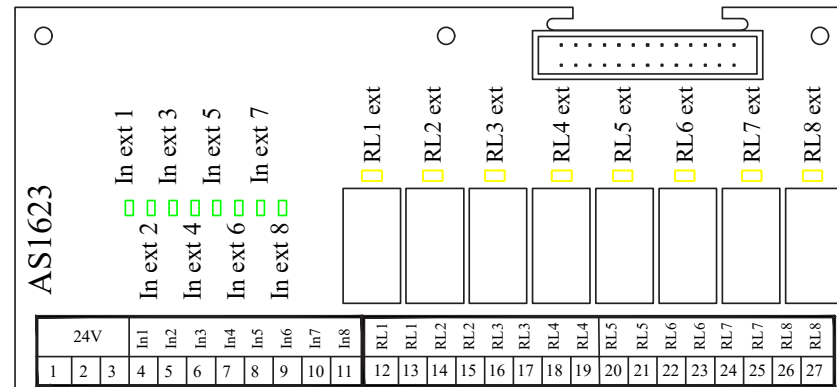 In ext 1
In ext 3
In ext 5
In ext 7
RL1 ext
RL2 ext
RL3 ext
RL4 ext
RL5 ext
RL6 ext
RL7 ext
RL8 ext
AS1623
In ext 2
In ext 4
In ext 6
In ext 8
24V In1 In2 In3 In4 In5 In6 In7 In8 RL1 RL1 RL2 RL2 RL3 RL3 RL4 RL4 RL5 RL5 RL6 RL6 RL7 RL7 RL8 RL8
1 2 3 4 5 6 7 8 9 10 11 12 13 14 15 16 17 18 19 20 21 22 23 24 25 26 27